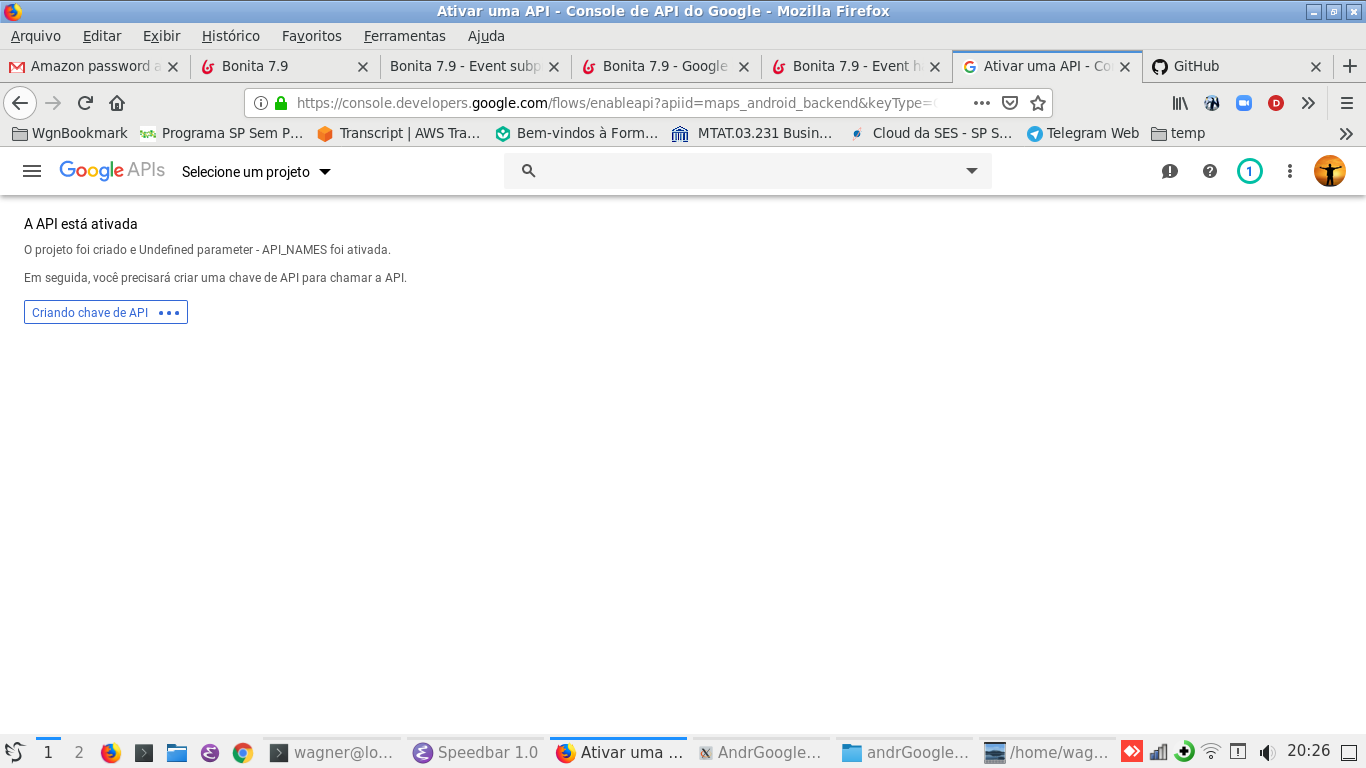 Ativar uma API - Console de API do Google - Mozilla Firefox
Arquivo Editar Exibir Histórico Favoritos Ferramentas Ajuda
Amazon password a Bonita 7.9 Bonita 7.9 - Event subp Bonita 7.9 - Google Bonita 7.9 - Event h Ativar uma API - Co GitHub
https://console.developers.google.com/flows/enableapi?apiid=maps_android_backend&keyType=
WgnBookmark Programa SP Sem P… Transcript | AWS Tra… Bem-vindos à Form… MTAT.03.231 Busin… Cloud da SES - SP S… Telegram Web temp
Google APIs Selecione um projeto 1
A API está ativada
O projeto foi criado e Undefined parameter - API_NAMES foi ativada.
Em seguida, você precisará criar uma chave de API para chamar a API.
Criando chave de API
1 2 wagner@lo… Speedbar 1.0 Ativar uma … AndrGoogle… andrGoogle… /home/wag… 20:26